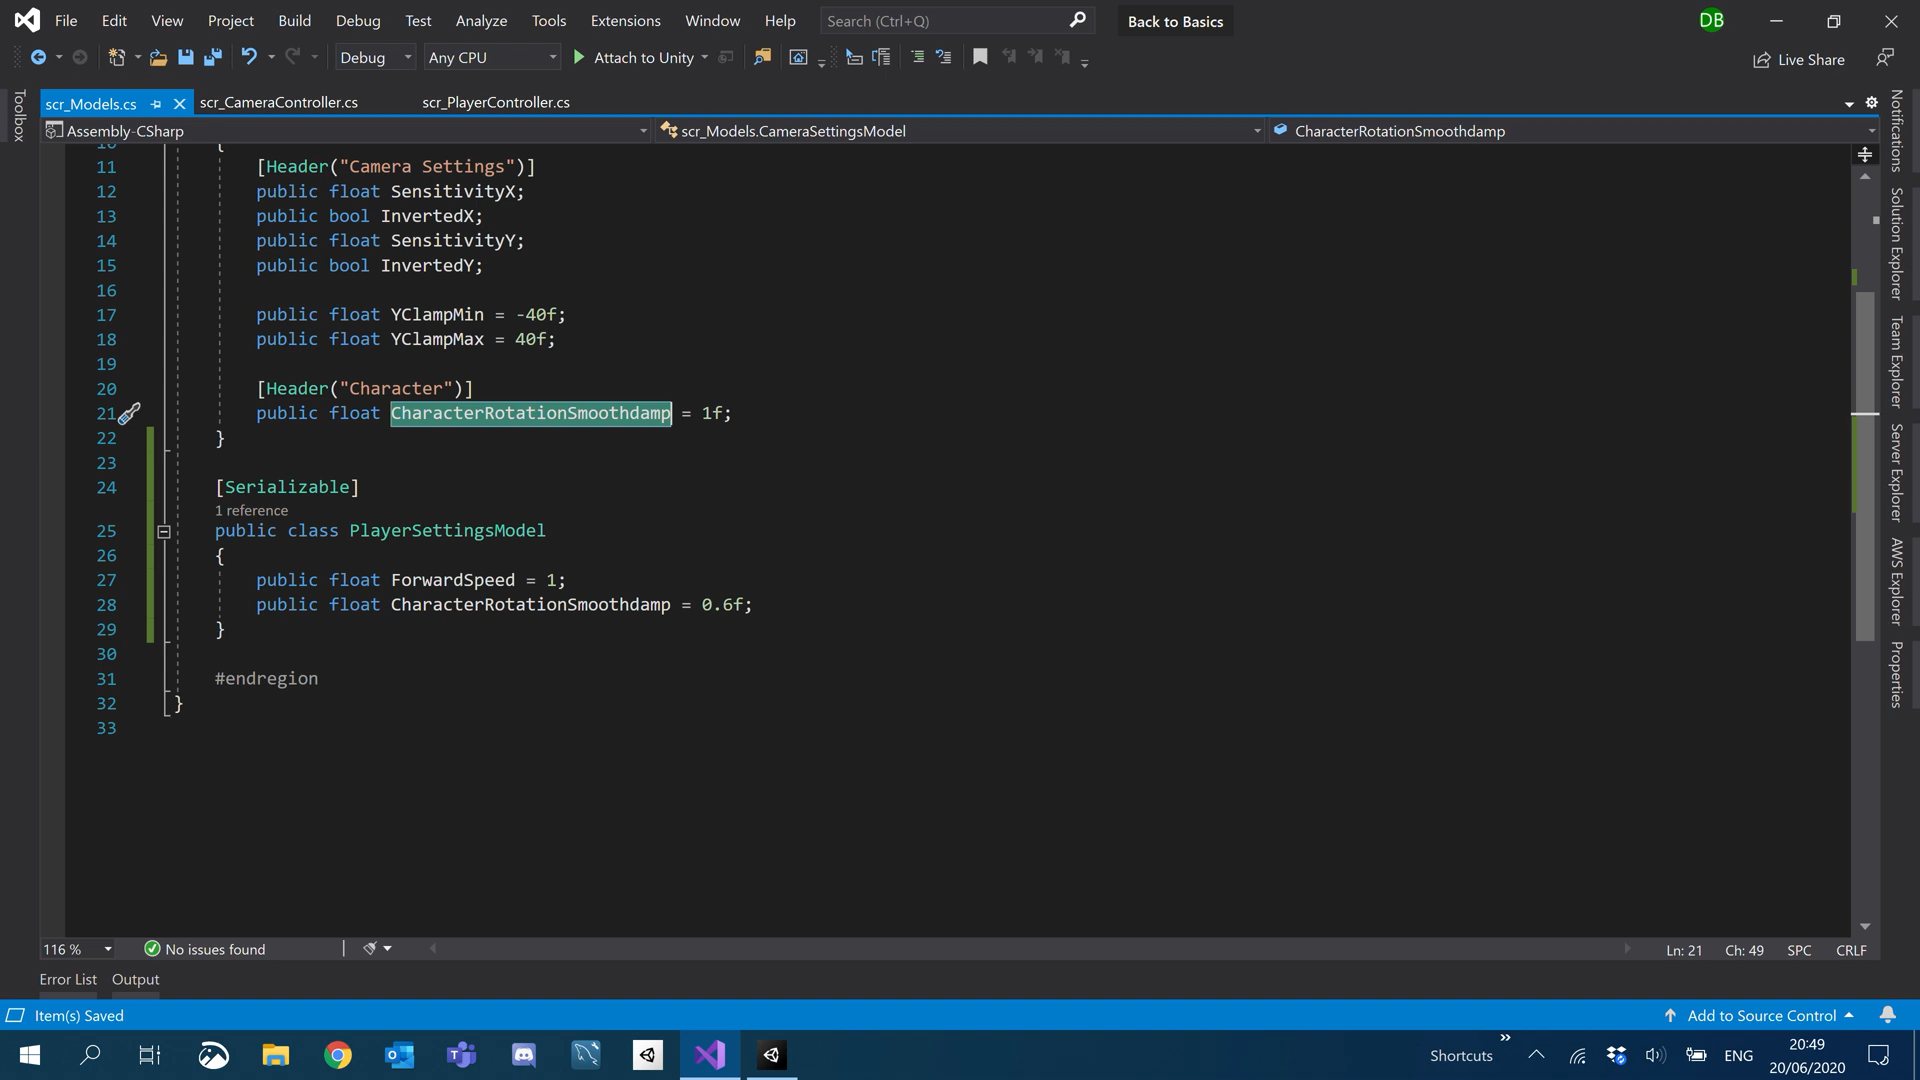 File Edit View Project Build Debug Test Analyze Tools Extensions Window Help Search (Ctrl+Q) Back to Basics DB
Debug Any CPU Attach to Unity Live Share
scr_Models.cs scr_CameraController.cs scr_PlayerController.cs
Assembly-CSharp scr_Models.CameraSettingsModel CharacterRotationSmoothdamp
Toolbox
10 {
11 [Header("Camera Settings")]
12 public float SensitivityX;
13 public bool InvertedX;
14 public float SensitivityY;
15 public bool InvertedY;
16
17 public float YClampMin = -40f;
18 public float YClampMax = 40f;
19
20 [Header("Character")]
21 public float CharacterRotationSmoothdamp = 1f;
22 }
23
24 [Serializable]
1 reference
25 public class PlayerSettingsModel
26 {
27 public float ForwardSpeed = 1;
28 public float CharacterRotationSmoothdamp = 0.6f;
29 }
30
31 #endregion
32 }
33
Notifications
Solution Explorer
Team Explorer
Server Explorer
AWS Explorer
Properties
116 % No issues found Ln: 21 Ch: 49 SPC CRLF
Error List Output
Item(s) Saved Add to Source Control
Shortcuts ENG 20:49
20/06/2020